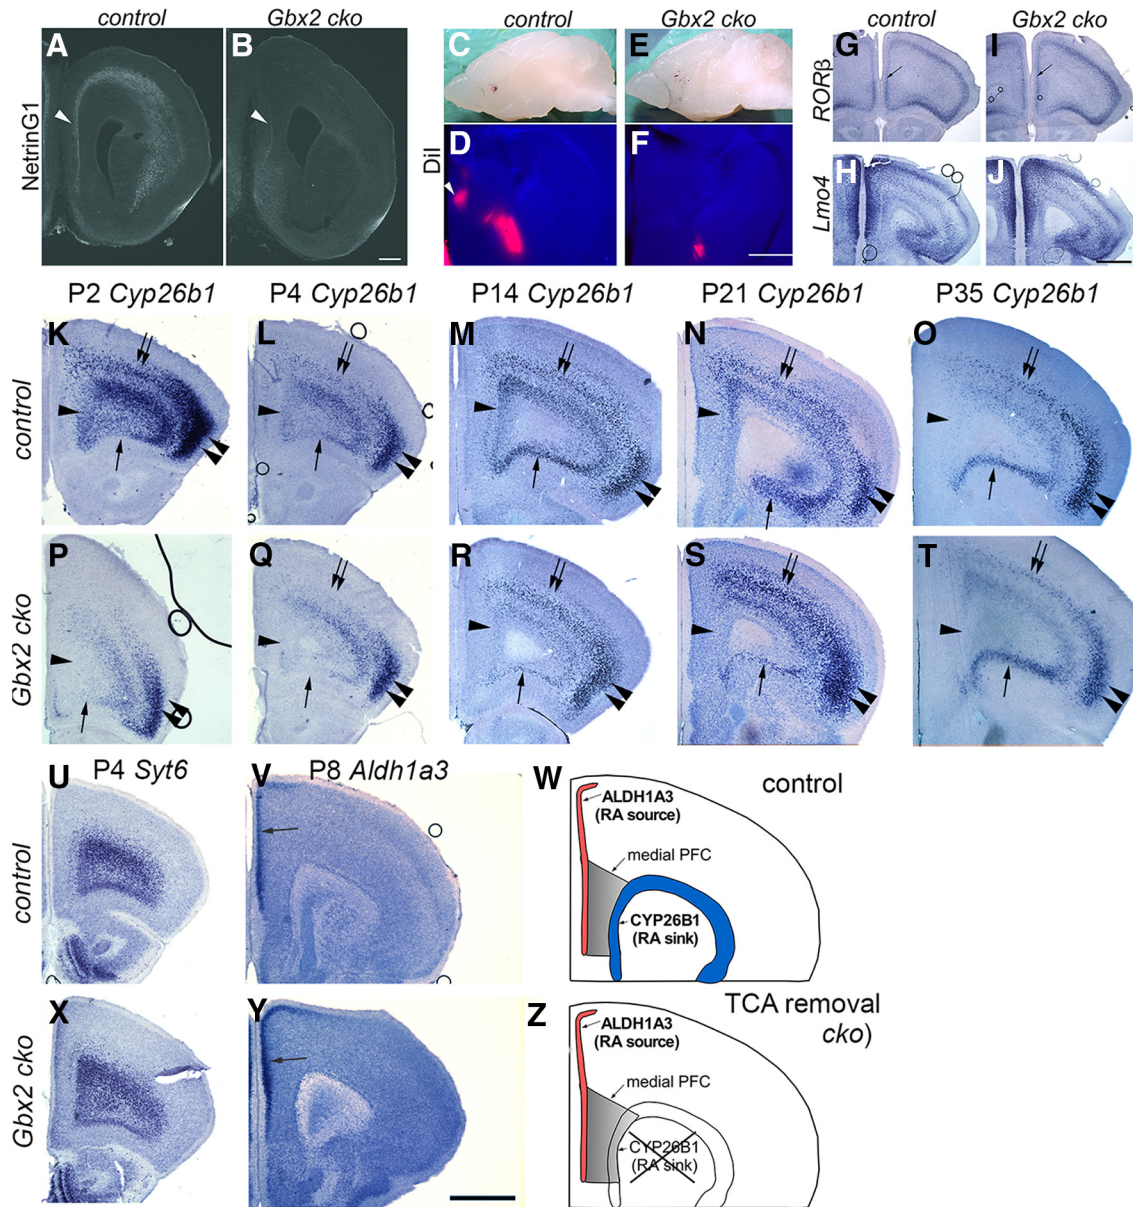 control
Gbx2 cko
control
Gbx2 cko
control
Gbx2 cko
A
B
C
E
G
I
NetrinG1
DiI
D
F
RORβ
Lmo4
H
J
P2 Cyp26b1
P4 Cyp26b1
P14 Cyp26b1
P21 Cyp26b1
P35 Cyp26b1
control
K
L
M
N
O
Gbx2 cko
P
Q
R
S
T
P4 Syt6
P8 Aldh1a3
control
U
V
W
control
ALDH1A3
(RA source)
medial PFC
CYP26B1
(RA sink)
Gbx2 cko
X
Y
Z
TCA removal
cko)
ALDH1A3
(RA source)
medial PFC
CYP26B1
(RA sink)